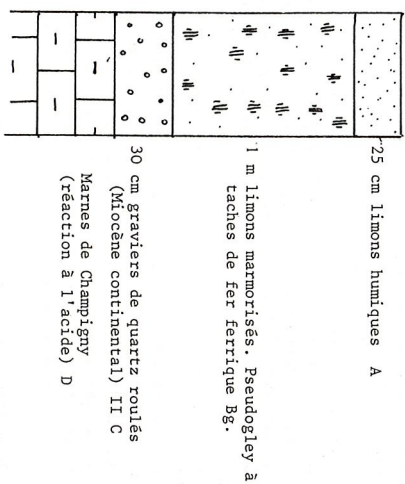 25 cm limons humiques A
1 m limons marmorisés. Pseudogley à
taches de fer ferrique Bg.
30 cm graviers de quartz roulés
(Miocène continental) II C
Marnes de Champigny
(réaction à l'acide) D